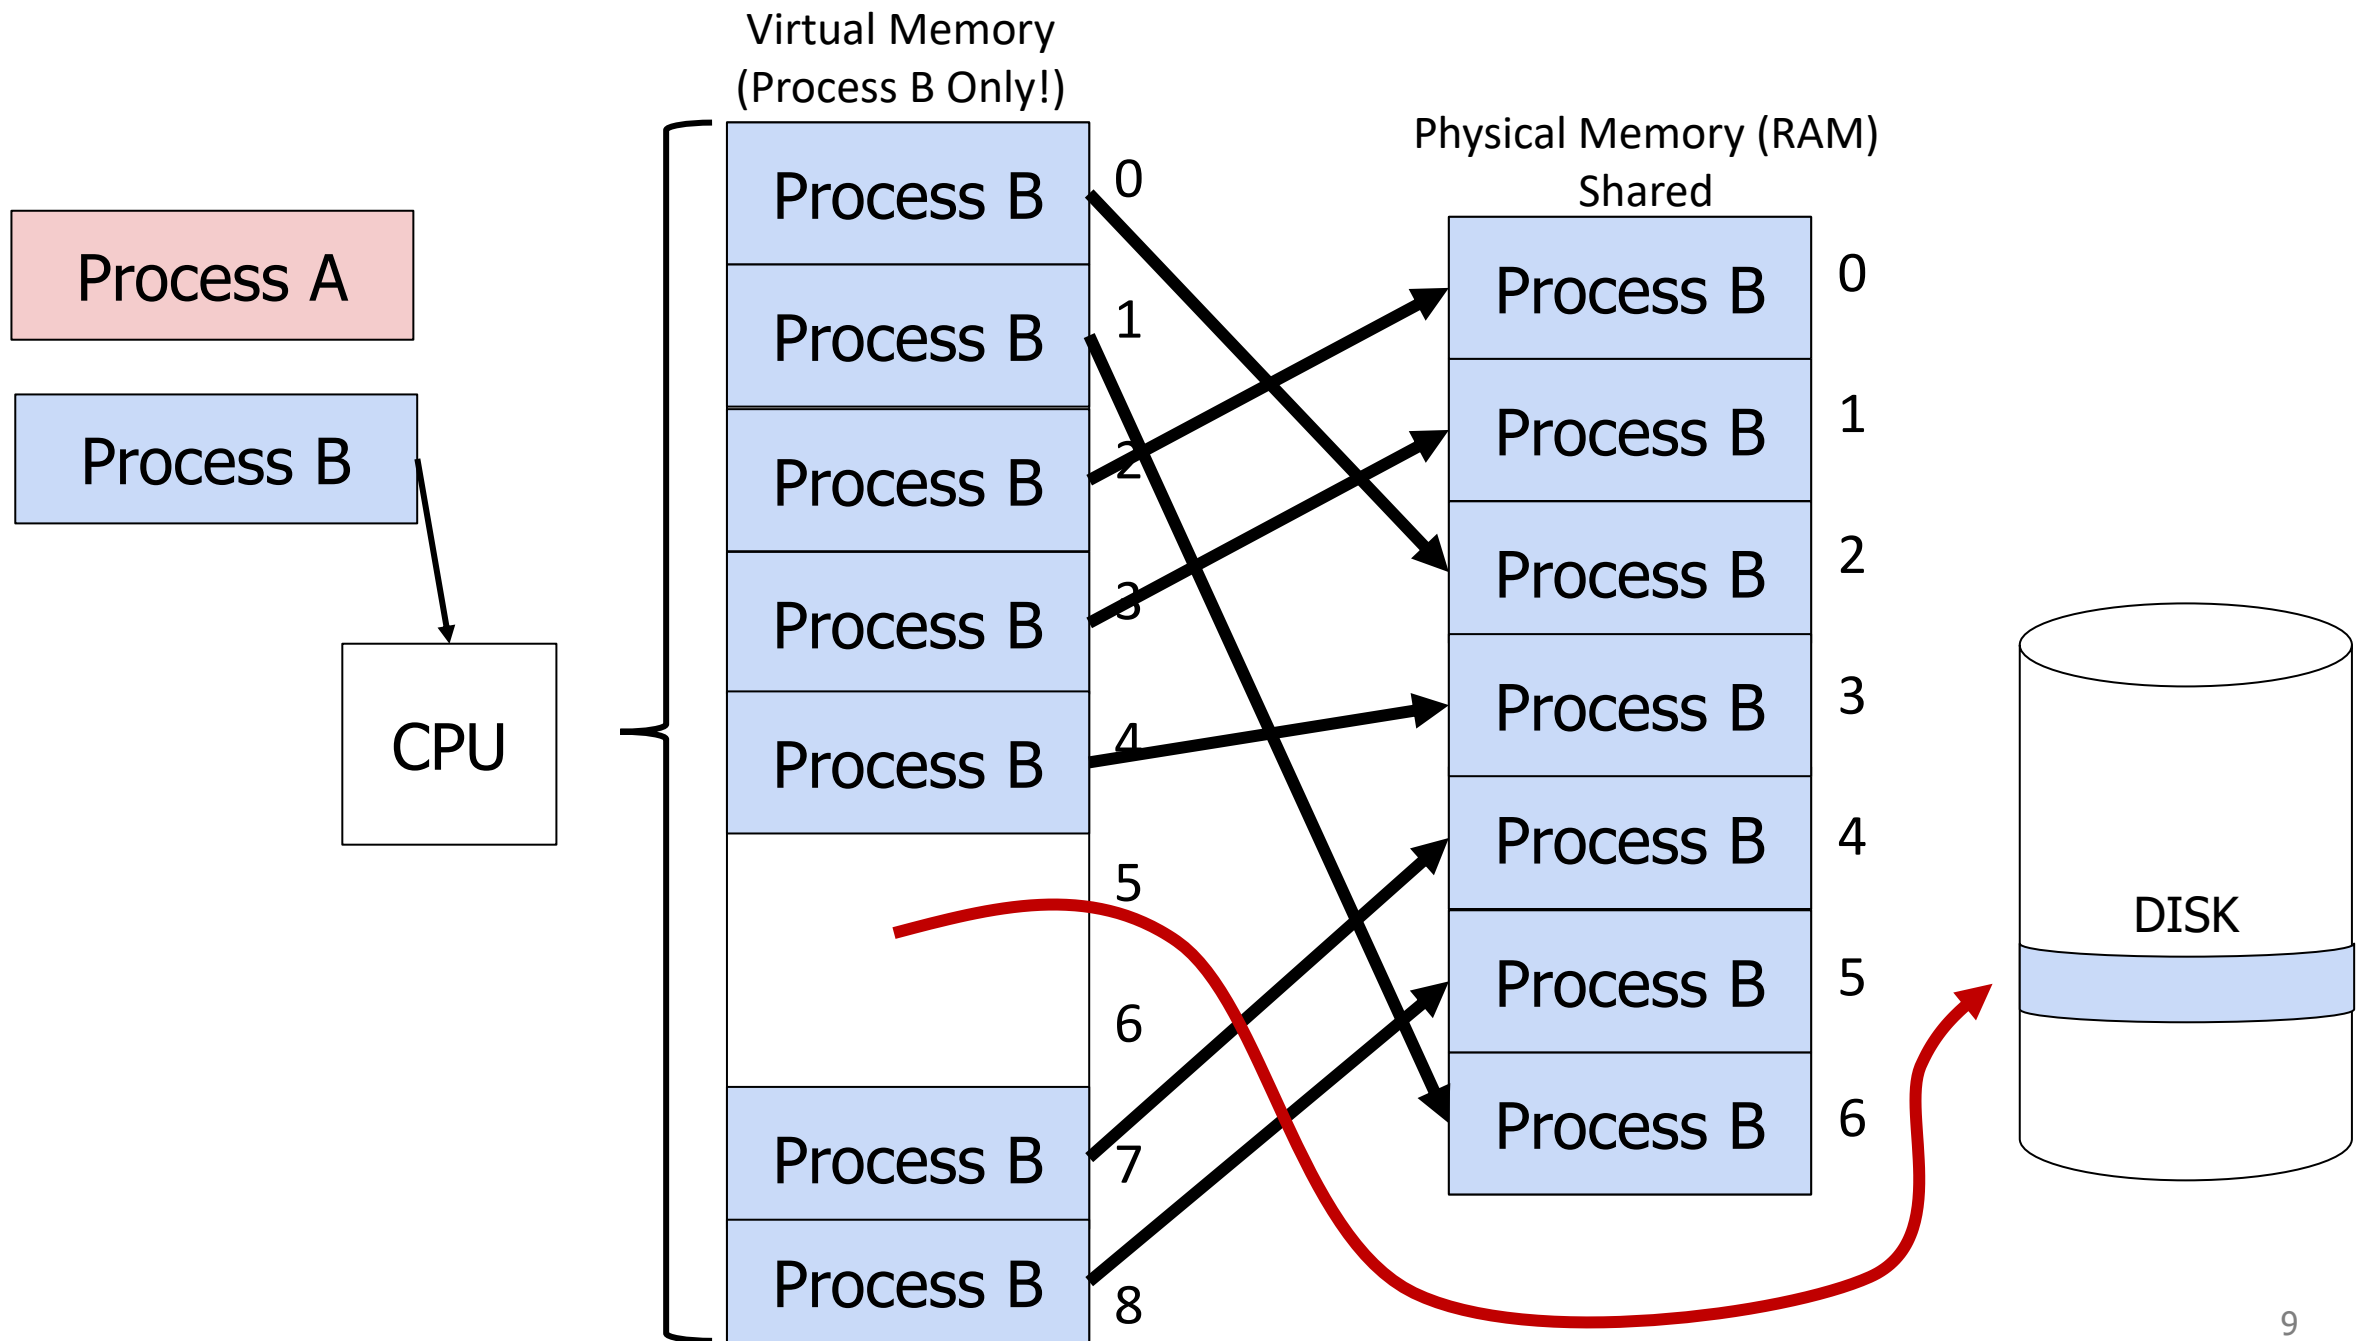 Virtual Memory
(Process B Only!)
Physical Memory (RAM)
Shared
Process A
Process B
CPU
Process B
0
Process B
1
Process B
2
Process B
3
Process B
4
5
6
Process B
7
Process B
8
Process B
0
Process B
1
Process B
2
Process B
3
Process B
4
Process B
5
Process B
6
DISK
9